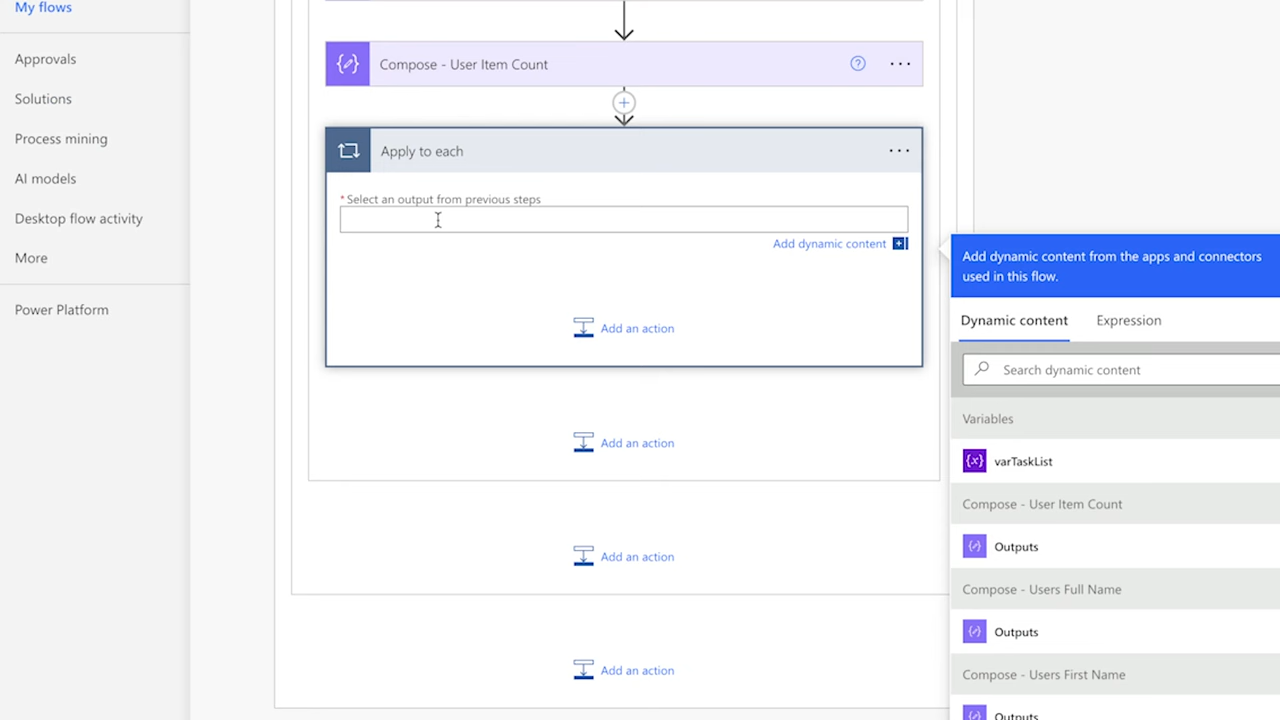 My flows
Approvals
Solutions
Process mining
AI models
Desktop flow activity
More
Power Platform
Compose - User Item Count
Apply to each
* Select an output from previous steps
Add dynamic content
Add an action
Add an action
Add an action
Add an action
Add dynamic content from the apps and connectors
used in this flow.
Dynamic content Expression
Search dynamic content
Variables
varTaskList
Compose - User Item Count
Outputs
Compose - Users Full Name
Outputs
Compose - Users First Name
Outputs